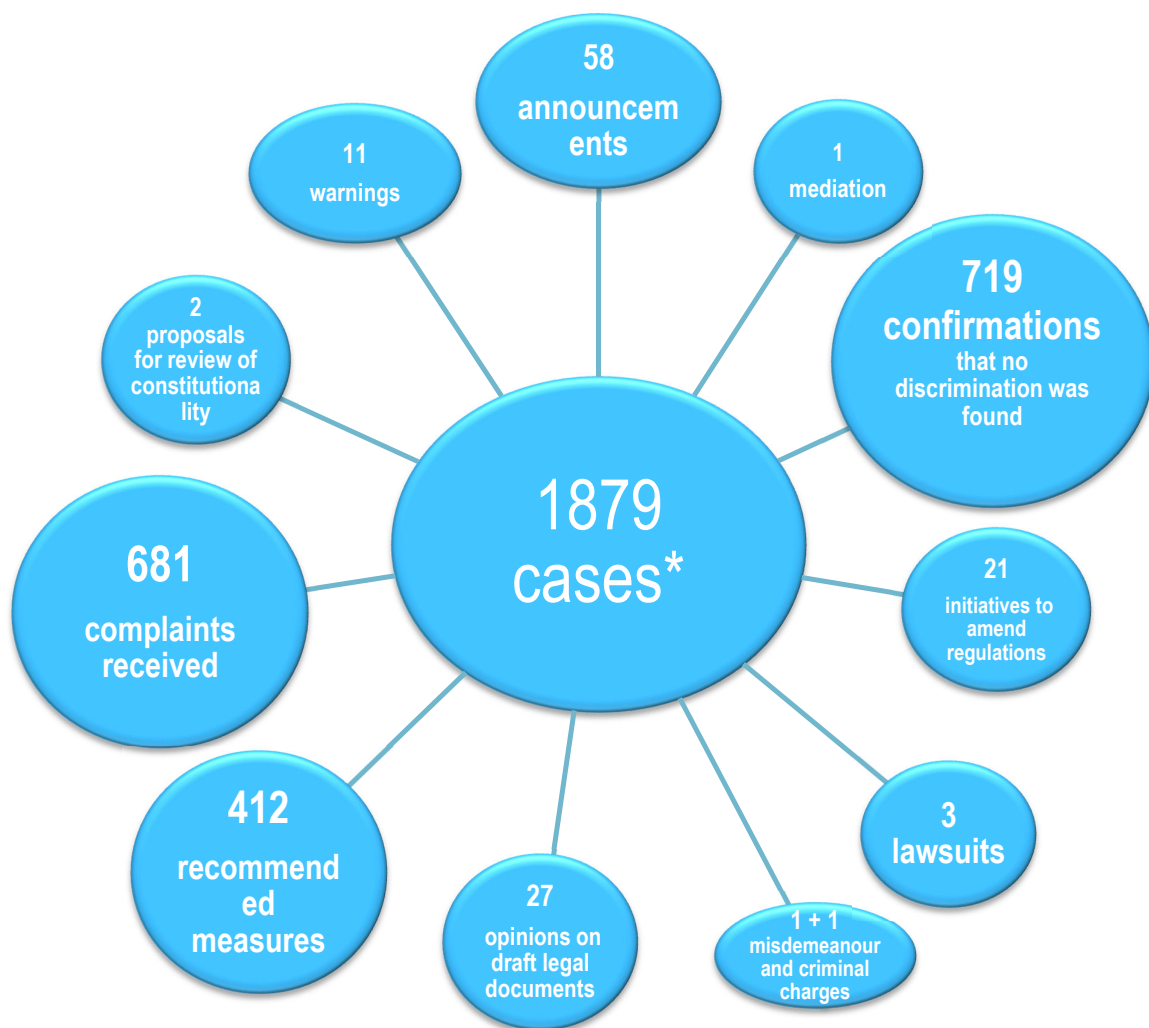 58
announcem
ents
11
warnings
1
mediation
719
confirmations
that no
discrimination was
found
2
proposals
for review of
constitutiona
lity
1879
cases*
681
complaints
received
21
initiatives to
amend
regulations
412
recommend
ed
measures
3
lawsuits
27
opinions on
draft legal
documents
1 + 1
misdemeanour
and criminal
charges